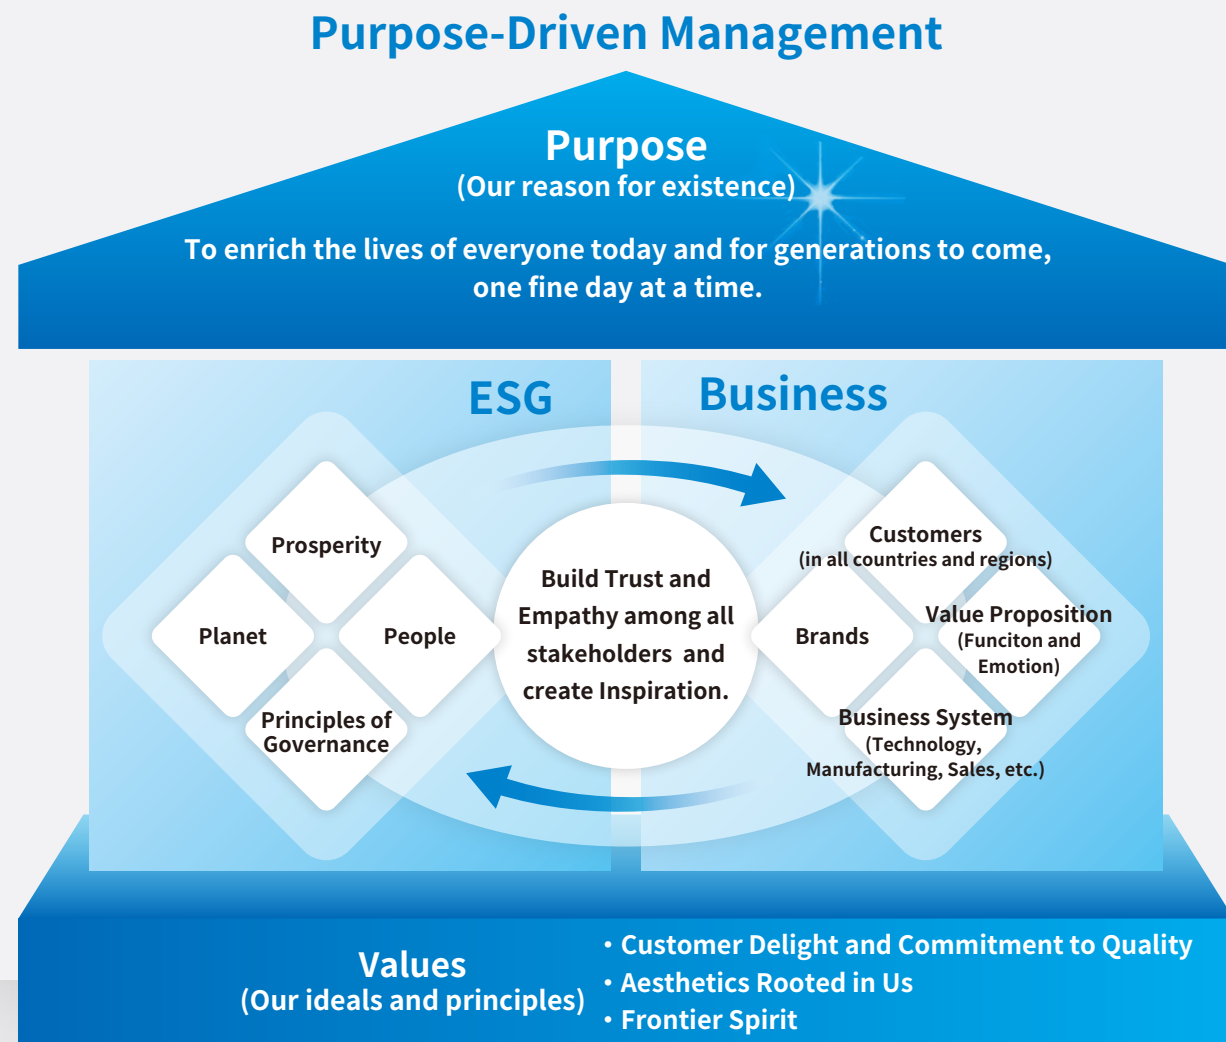 Purpose-Driven Management
Purpose
(Our reason for existence)
To enrich the lives of everyone today and for generations to come,
one fine day at a time.
ESG
Business
Prosperity
Planet
People
Principles of
Governance
Build Trust and
Empathy among all
stakeholders and
create Inspiration.
Customers
(in all countries and regions)
Brands
Value Proposition
(Funciton and
Emotion)
Business System
(Technology,
Manufacturing, Sales, etc.)
Values
(Our ideals and principles)
・Customer Delight and Commitment to Quality
・Aesthetics Rooted in Us
・Frontier Spirit